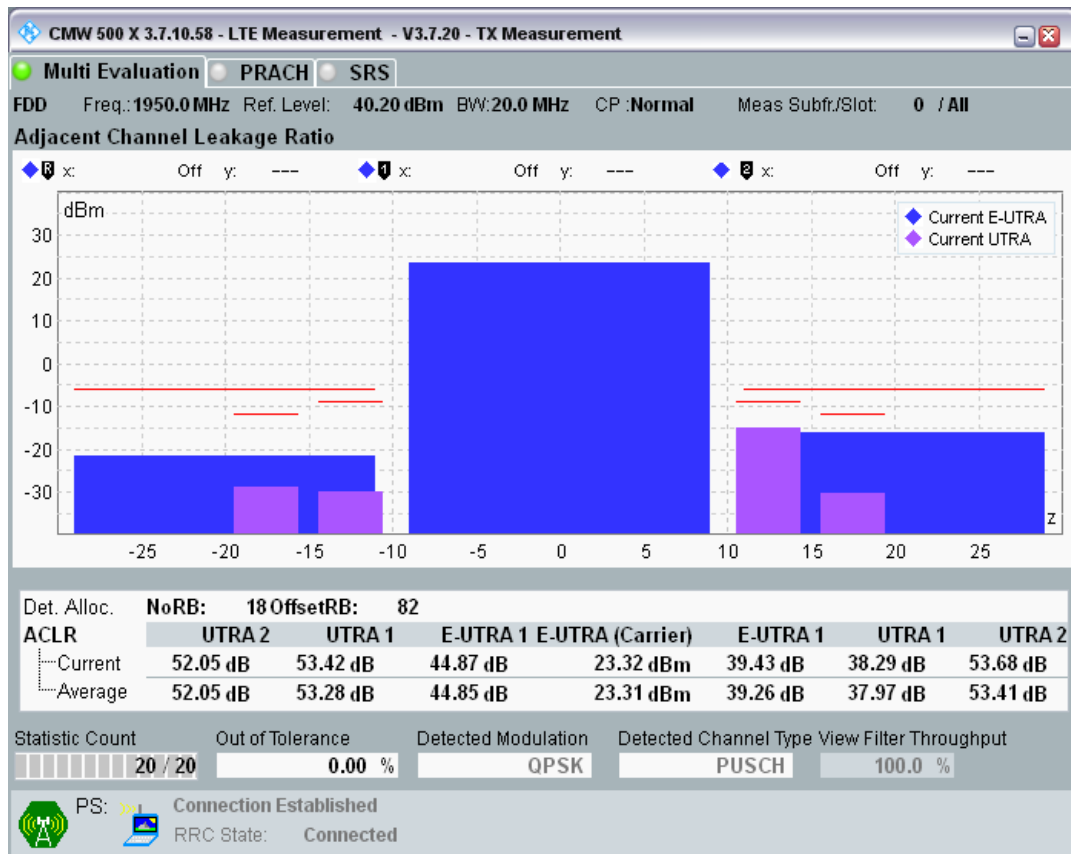 CMW 500 X 3.7.10.58 - LTE Measurement - V3.7.20 - TX Measurement
Multi Evaluation PRACH SRS
FDD Freq.:1950.0 MHz Ref. Level: 40.20 dBm BW:20.0 MHz CP :Normal Meas Subfr./Slot: 0 / All
Adjacent Channel Leakage Ratio
R x: Off y: --- 1 x: Off y: --- 2 x: Off y: ---
dBm
Current E-UTRA
Current UTRA
30
20
10
0
-10
-20
-30
z
-25 -20 -15 -10 -5 0 5 10 15 20 25
Det. Alloc. NoRB: 18 OffsetRB: 82
ACLR UTRA 2 UTRA 1 E-UTRA 1 E-UTRA (Carrier) E-UTRA 1 UTRA 1 UTRA 2
Current 52.05 dB 53.42 dB 44.87 dB 23.32 dBm 39.43 dB 38.29 dB 53.68 dB
Average 52.05 dB 53.28 dB 44.85 dB 23.31 dBm 39.26 dB 37.97 dB 53.41 dB
Statistic Count Out of Tolerance Detected Modulation Detected Channel Type View Filter Throughput
20 / 20 0.00 % QPSK PUSCH 100.0 %
PS: Connection Established
RRC State: Connected